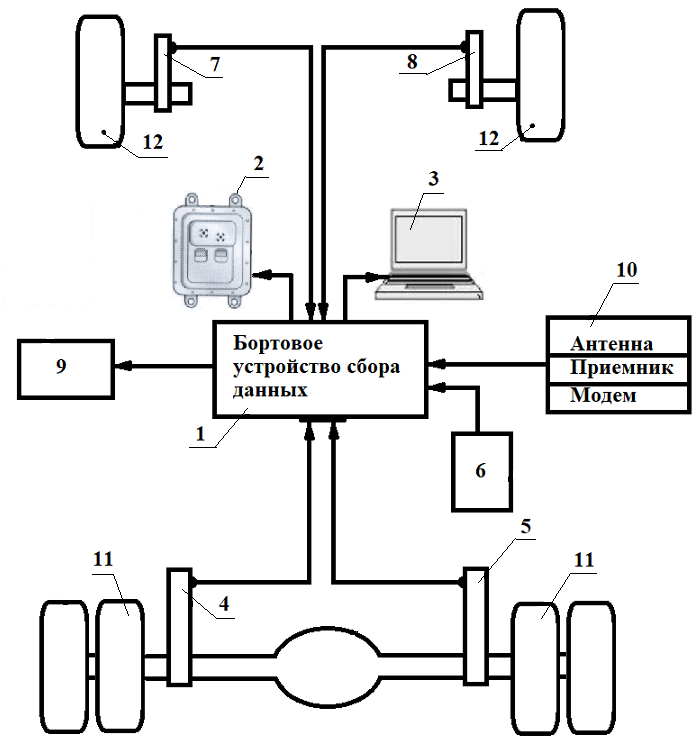 7
8
12
12
2
3
10
Антенна
Приемник
Модем
Бортовое
устройство сбора
данных
9
1
6
5
11
4
11